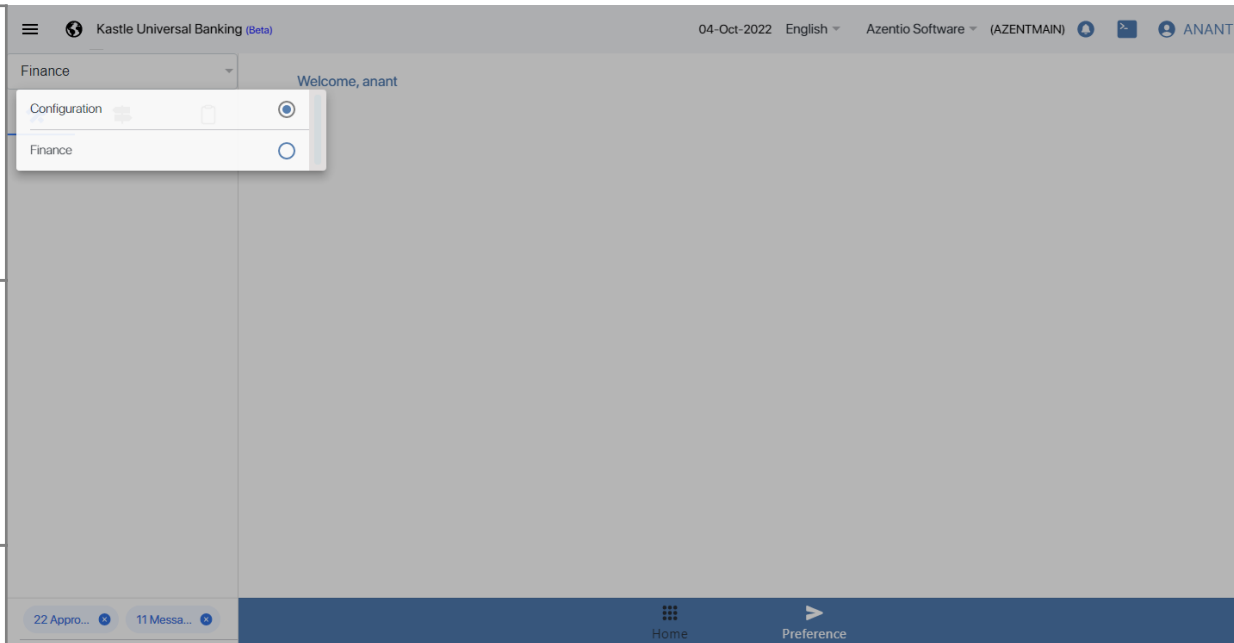 Kastle Universal Banking (Beta)
04-Oct-2022 English Azentio Software (AZENTMAIN) ANANT
Finance
Welcome, anant
Configuration
Finance
22 Appro...
11 Messa...
Home
Preference